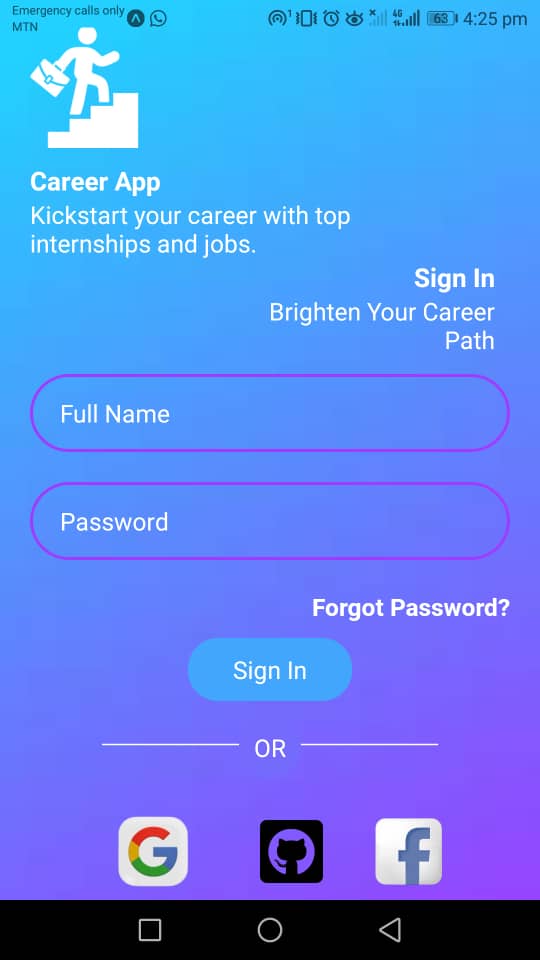 Emergency calls only
MTN
4G
63
4:25 pm
Career App
Kickstart your career with top
internships and jobs.
Sign In
Brighten Your Career
Path
Full Name
Password
Forgot Password?
Sign In
OR